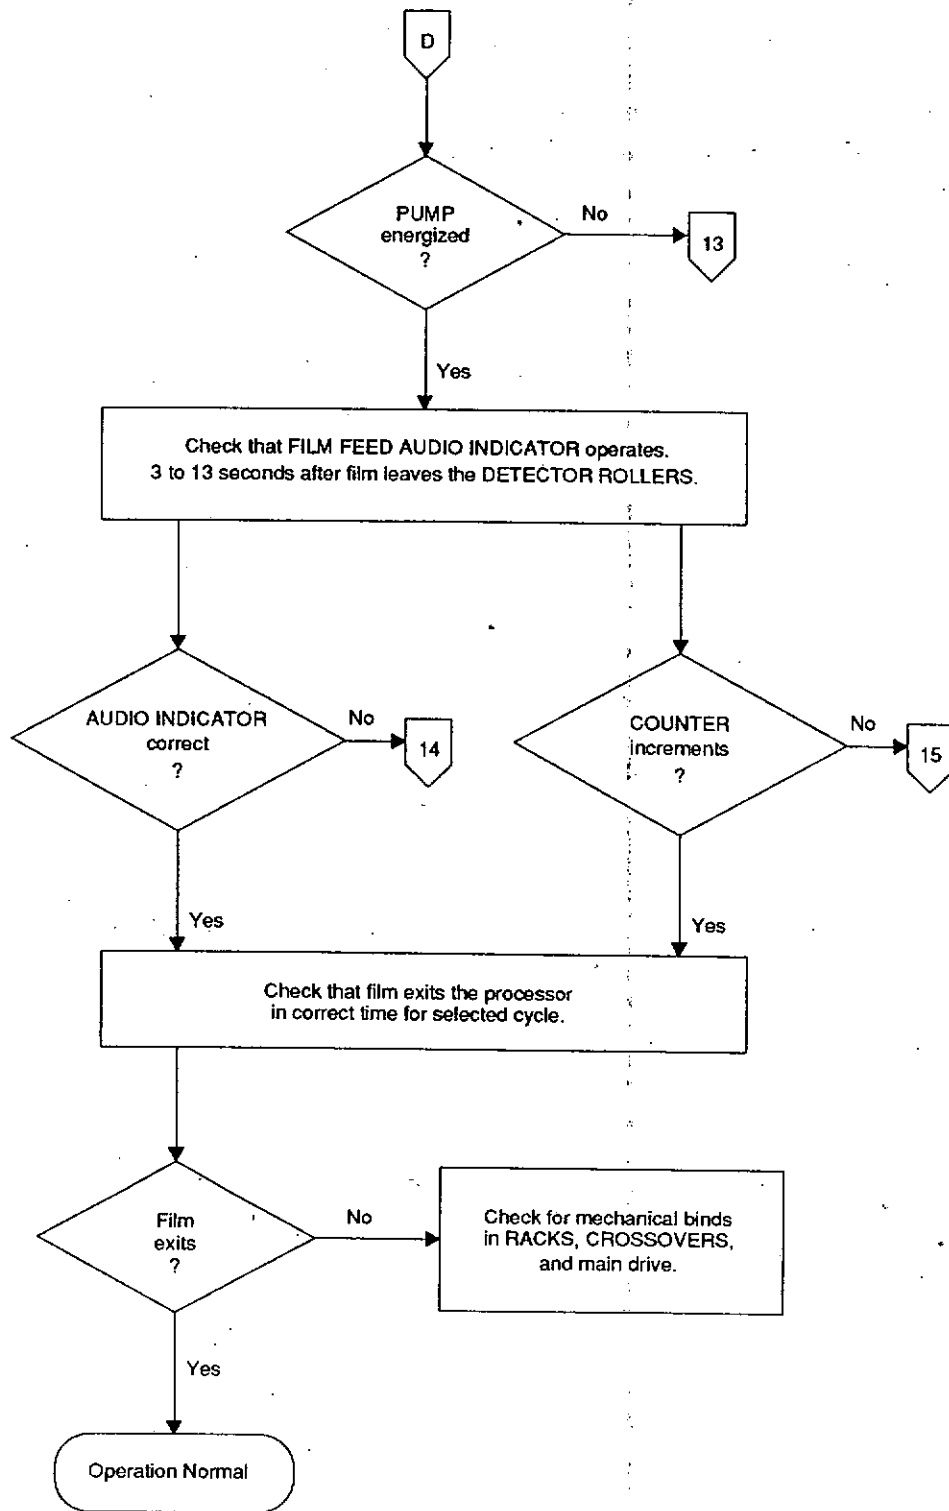 D
PUMP
energized
?
No
13
Yes
Check that FILM FEED AUDIO INDICATOR operates.
3 to 13 seconds after film leaves the DETECTOR ROLLERS.
AUDIO INDICATOR
correct
?
No
14
COUNTER
increments
?
No
15
Yes
Yes
Check that film exits the processor
in correct time for selected cycle.
Film
exits
?
No
Check for mechanical binds
in RACKS, CROSSOVERS,
and main drive.
Yes
Operation Normal